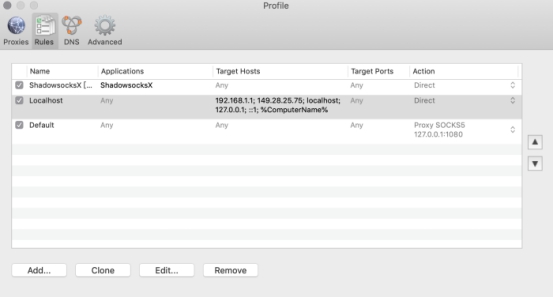 Profile
Proxies Rules DNS Advanced
Name Applications Target Hosts Target Ports Action
ShadowsocksX [... ShadowsocksX Any Any Direct
Localhost Any 192.168.1.1; 149.28.25.75; localhost; Any Direct
127.0.0.1; ::1; %ComputerName%
Default Any Any Any Proxy SOCKS5
127.0.0.1:1080
Add... Clone Edit... Remove